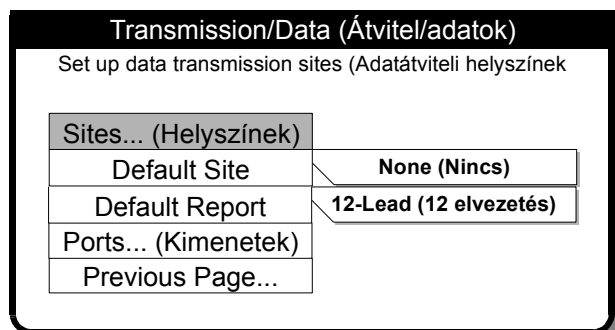 Transmission/Data (Átvitel/adatok)
Set up data transmission sites (Adatátviteli helyszínek
Sites... (Helyszínek)
Default Site
None (Nincs)
Default Report
12-Lead (12 elvezetés)
Ports... (Kimenetek)
Previous Page...